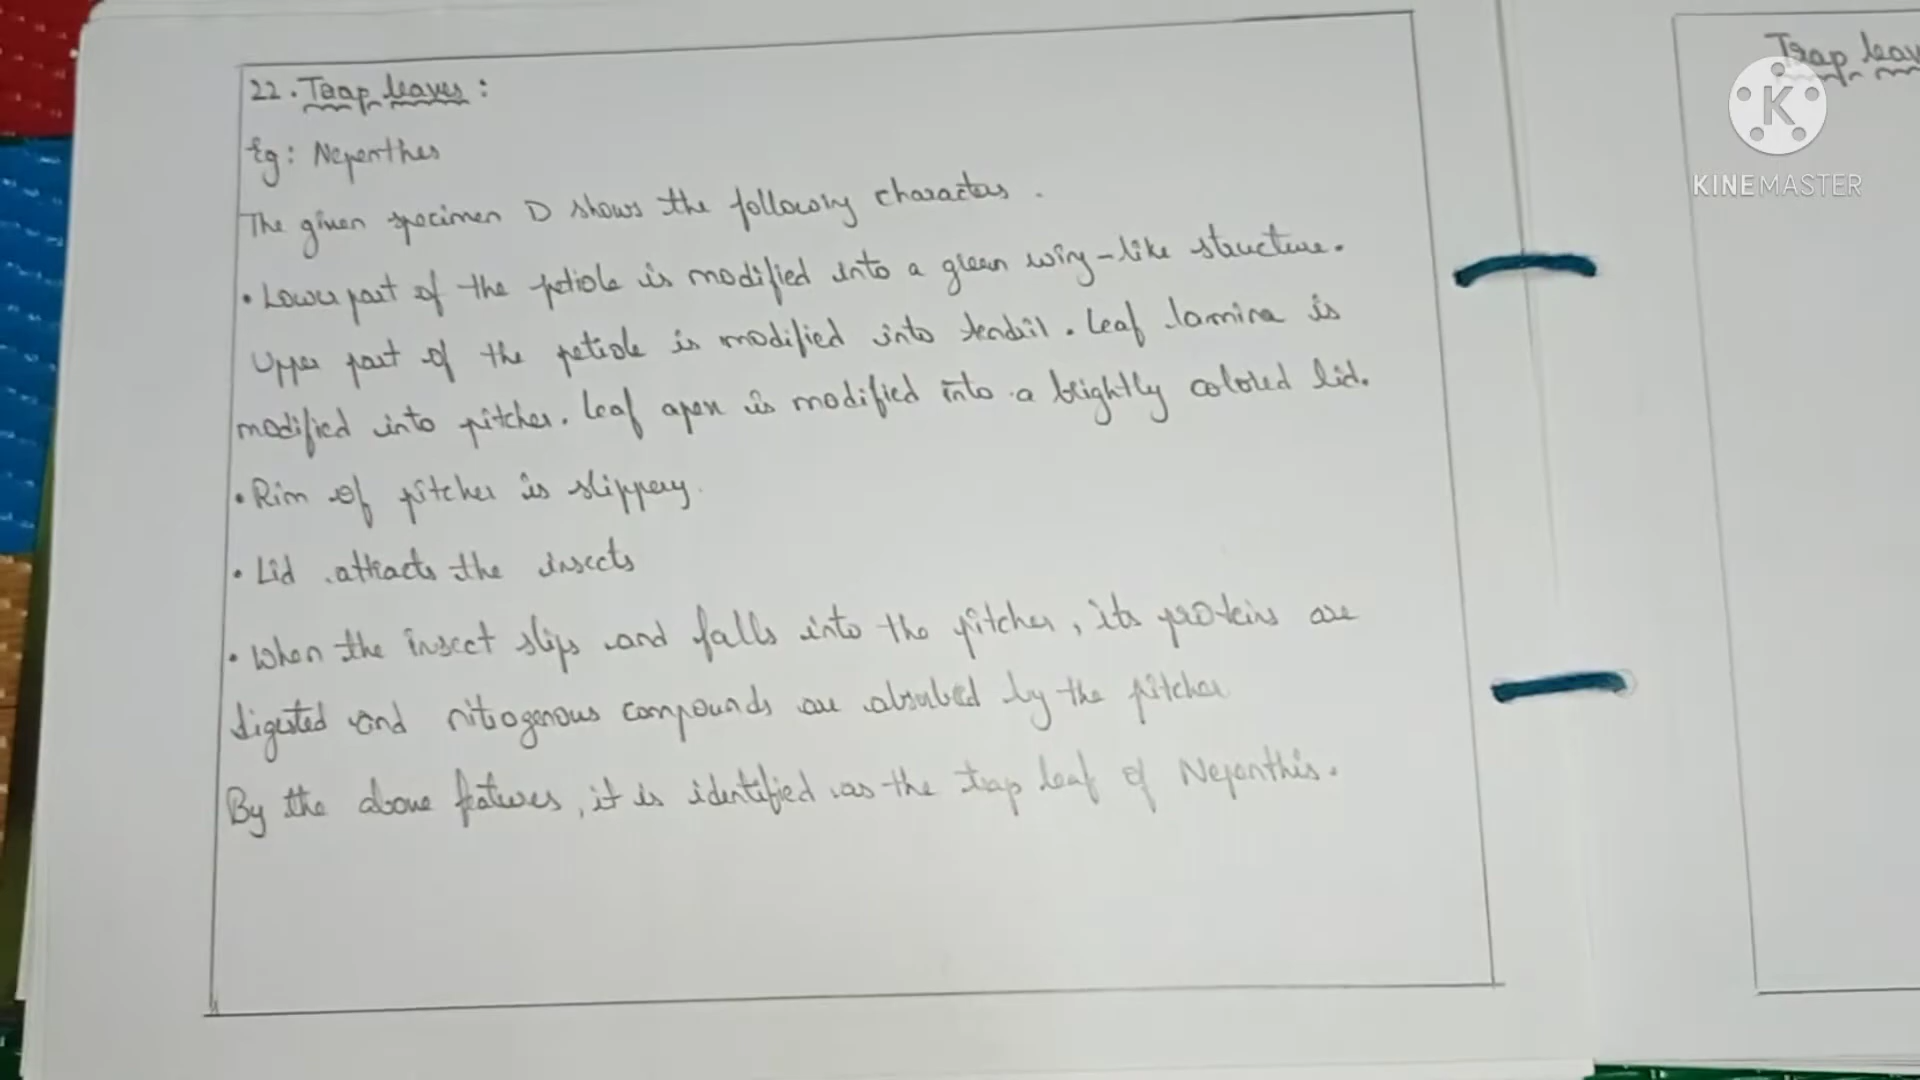 22. Trap leaves :
Eg: Nepenthes
The given specimen D shows the following characters .
• Lower part of the petiole is modified into a green wing-like structure.
Upper part of the petiole is modified into tendril. Leaf lamina is
modified into pitcher. Leaf apex is modified into a brightly colored lid.
• Rim of pitcher is slippery.
• Lid attracts the insects
• When the insect slips and falls into the pitcher, its proteins are
digested and nitrogenous compounds are absorbed by the pitcher
By the above features, it is identified as the trap leaf of Nepenthis.
Trap leav
K
KINEMASTER